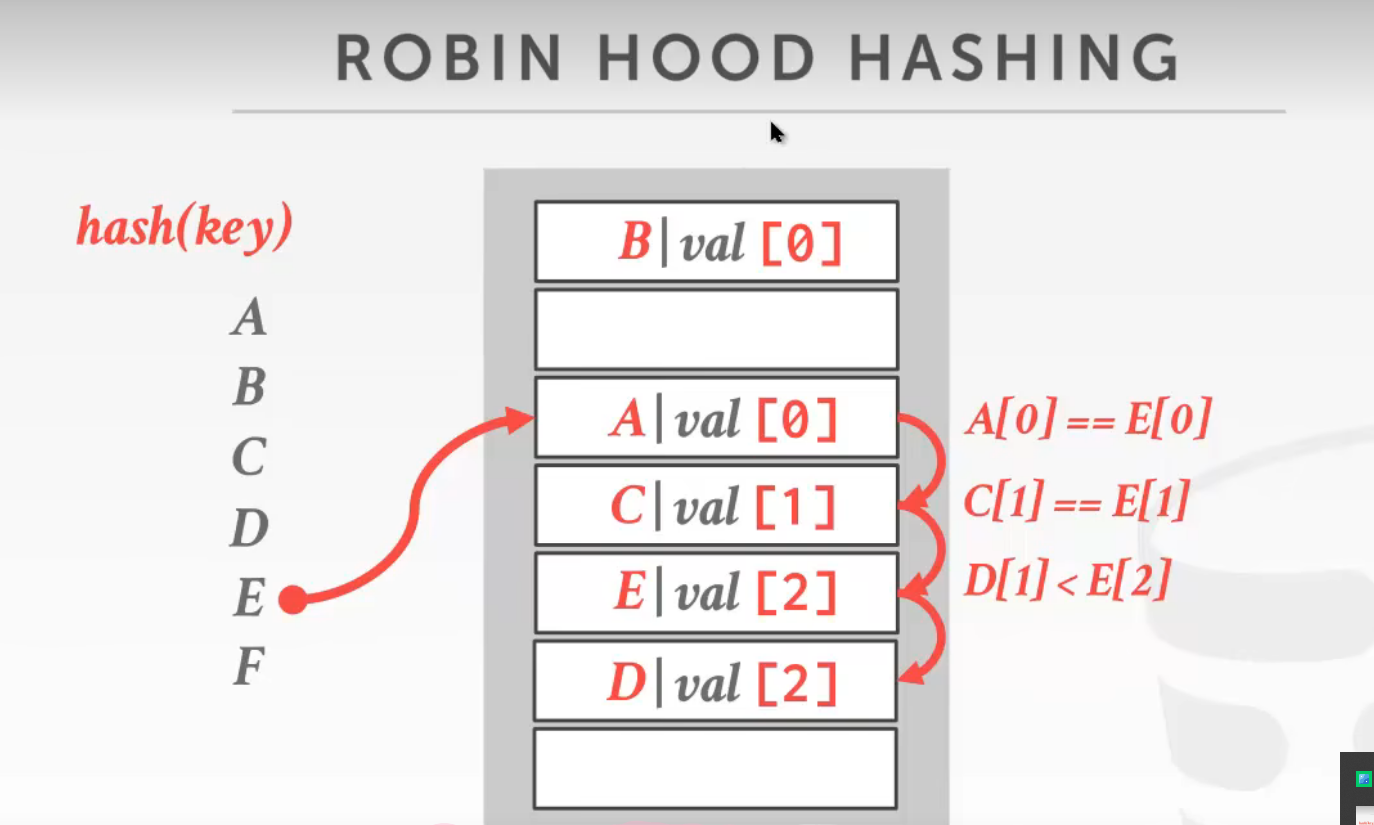 ROBIN HOOD HASHING
hash(key)
A
B
C
D
E
F
B|val [0]
A|val [0]
C|val [1]
E|val [2]
D|val [2]
A[0] == E[0]
C[1] == E[1]
D[1] < E[2]